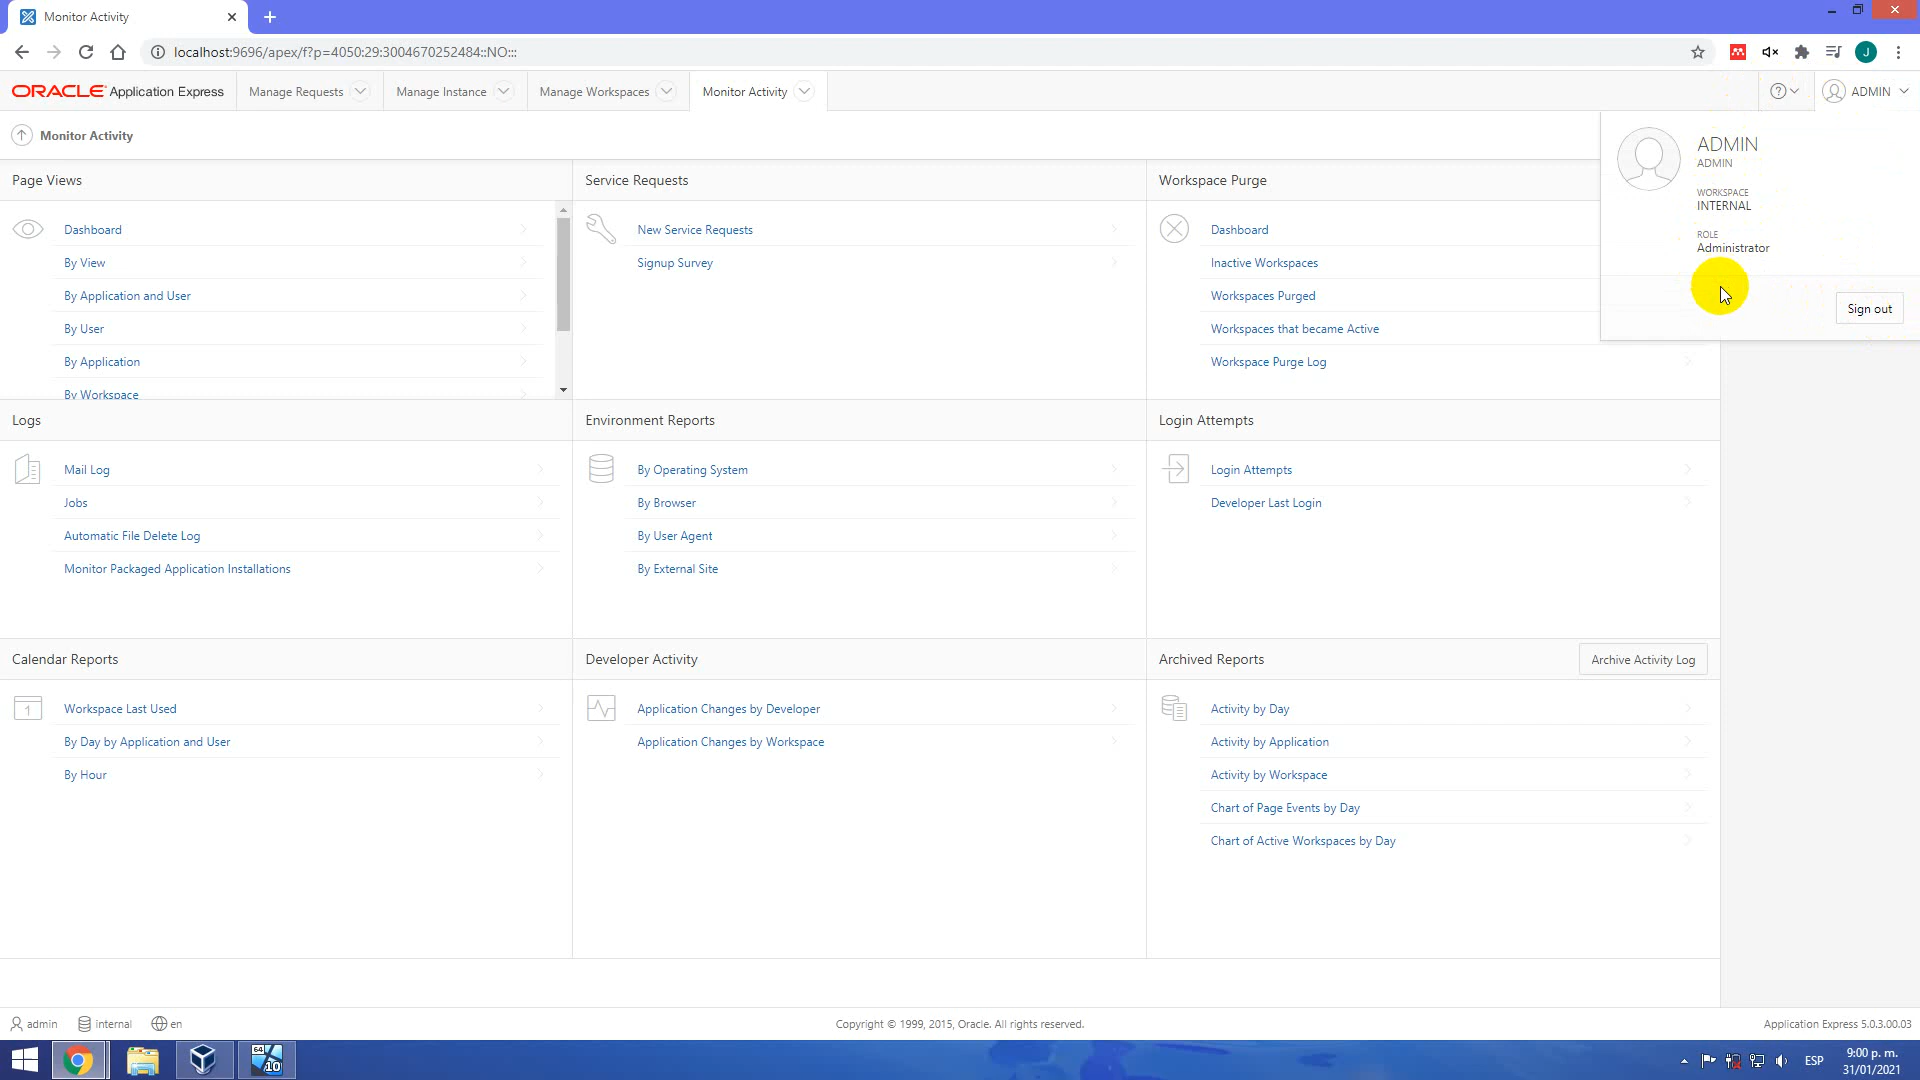 Monitor Activity
localhost:9696/apex/f?p=4050:29:3004670252484::NO:::
J
ORACLE Application Express
Manage Requests
Manage Instance
Manage Workspaces
Monitor Activity
ADMIN
Monitor Activity
ADMIN
ADMIN
WORKSPACE
INTERNAL
ROLE
Administrator
Sign out
Page Views
Dashboard
By View
By Application and User
By User
By Application
By Workspace
Service Requests
New Service Requests
Signup Survey
Workspace Purge
Dashboard
Inactive Workspaces
Workspaces Purged
Workspaces that became Active
Workspace Purge Log
Logs
Mail Log
Jobs
Automatic File Delete Log
Monitor Packaged Application Installations
Environment Reports
By Operating System
By Browser
By User Agent
By External Site
Login Attempts
Login Attempts
Developer Last Login
Calendar Reports
1
Workspace Last Used
By Day by Application and User
By Hour
Developer Activity
Application Changes by Developer
Application Changes by Workspace
Archived Reports
Archive Activity Log
Activity by Day
Activity by Application
Activity by Workspace
Chart of Page Events by Day
Chart of Active Workspaces by Day
admin
internal
en
Copyright © 1999, 2015, Oracle. All rights reserved.
Application Express 5.0.3.00.03
64
10
ESP
9:00 p. m.
31/01/2021